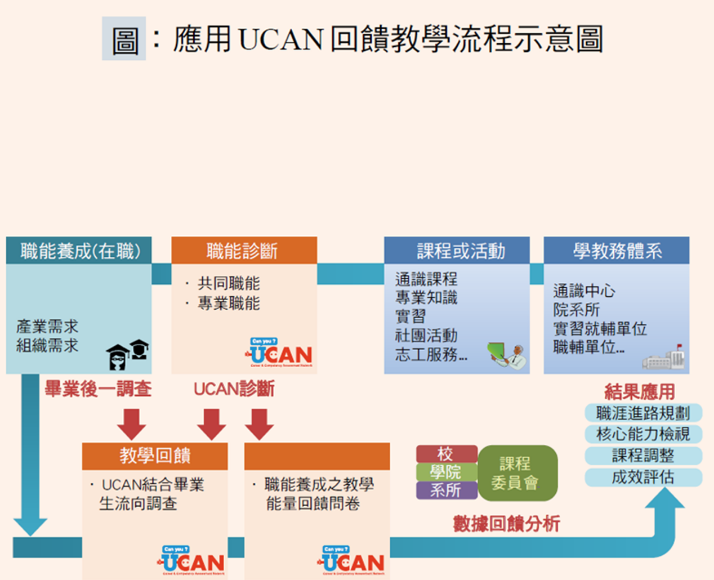 圖：應用UCAN回饋教學流程示意圖
職能養成(在職)
產業需求
組織需求
職能診斷
· 共同職能
· 專業職能
Can you ?
UCAN
課程或活動
通識課程
專業知識
實習
社團活動
志工服務...
學教務體系
通識中心
院系所
實習就輔單位
職輔單位...
畢業後一調查
UCAN診斷
教學回饋
· UCAN結合畢業
生流向調查
Can you ?
UCAN
· 職能養成之教學
能量回饋問卷
Can you ?
UCAN
校
學院
系所
課程
委員會
數據回饋分析
結果應用
職涯進路規劃
核心能力檢視
課程調整
成效評估